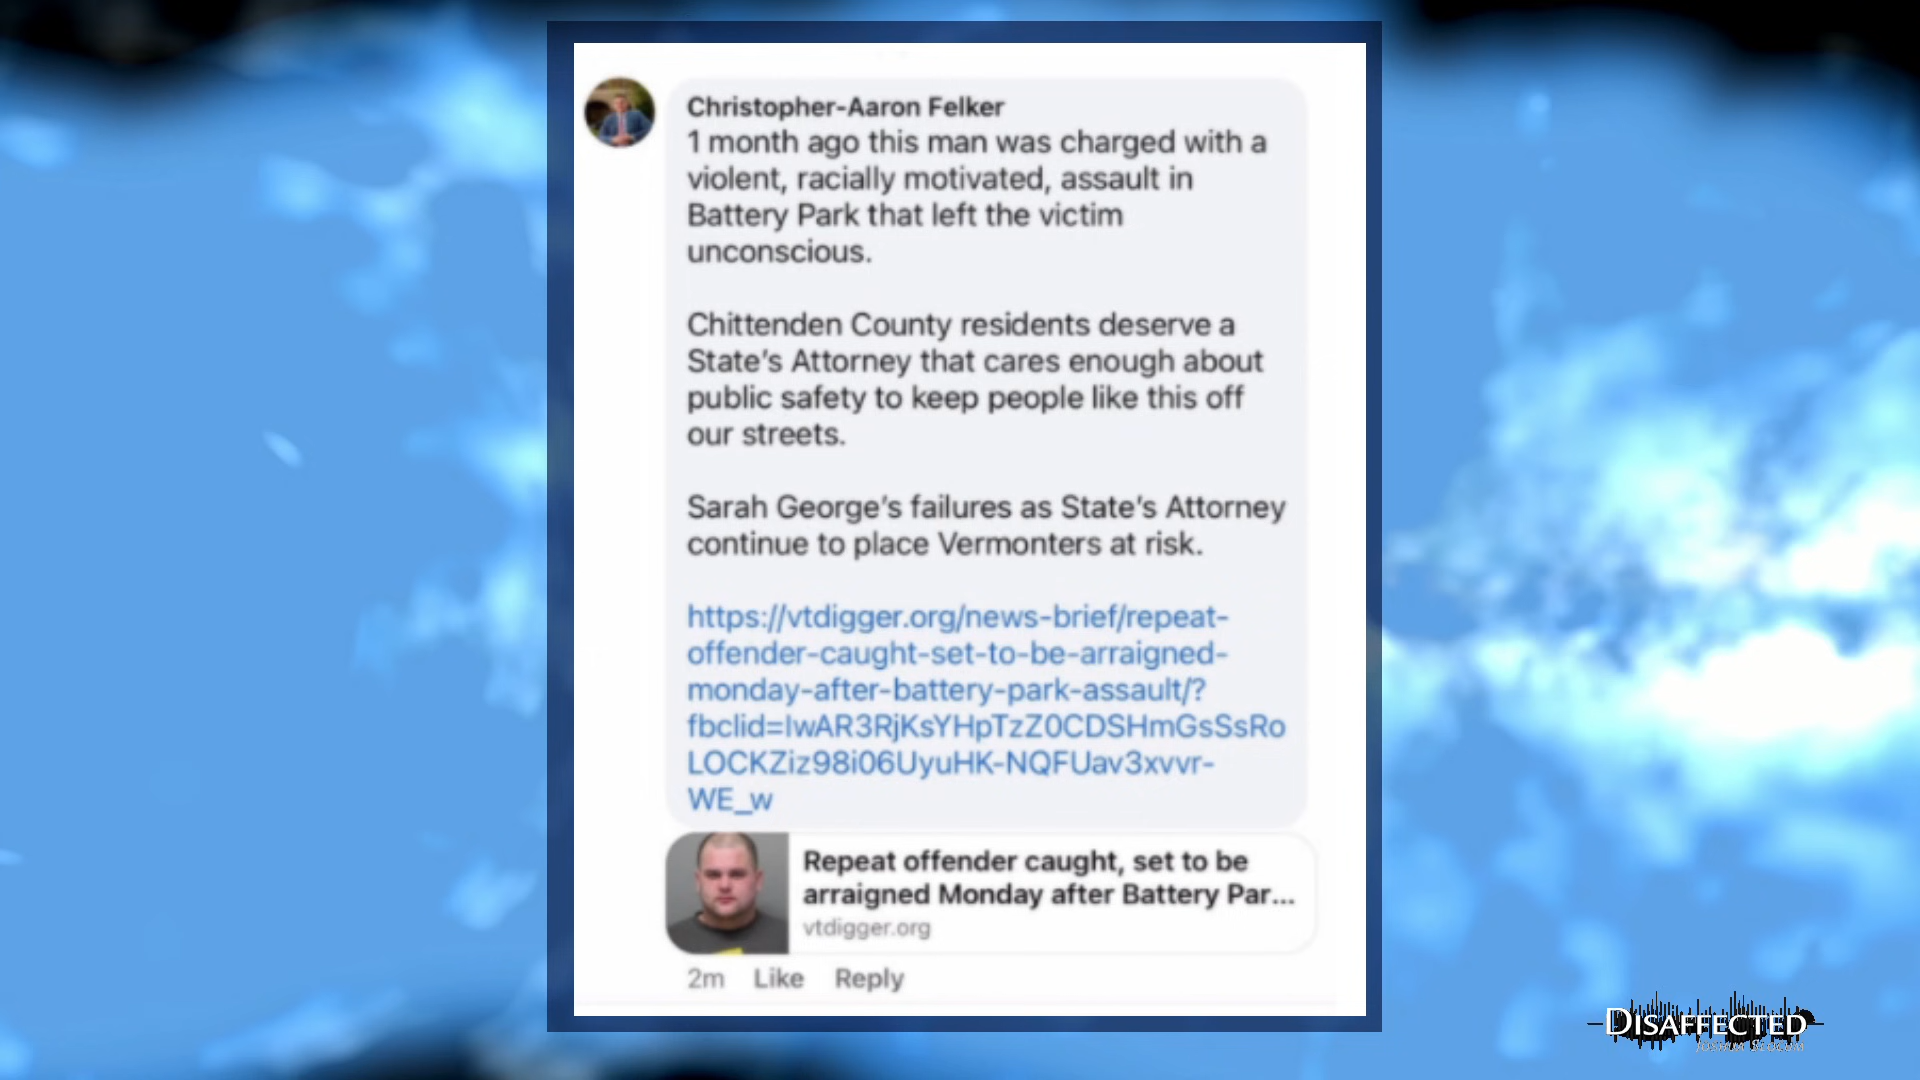 Christopher-Aaron Felker
1 month ago this man was charged with a
violent, racially motivated, assault in
Battery Park that left the victim
unconscious.
Chittenden County residents deserve a
State's Attorney that cares enough about
public safety to keep people like this off
our streets.
Sarah George's failures as State's Attorney
continue to place Vermonters at risk.
https://vtdigger.org/news-brief/repeat-
offender-caught-set-to-be-arraigned-
monday-after-battery-park-assault/?
fbclid=IwAR3RjKsYHpTzZ0CDSHmGsSsRo
LOCKZiz98i06UyuHK-NQFUav3xvvr-
WE_w
Repeat offender caught, set to be
arraigned Monday after Battery Par...
vtdigger.org
2m Like Reply
DISAFFECTED
Joshua Slocum